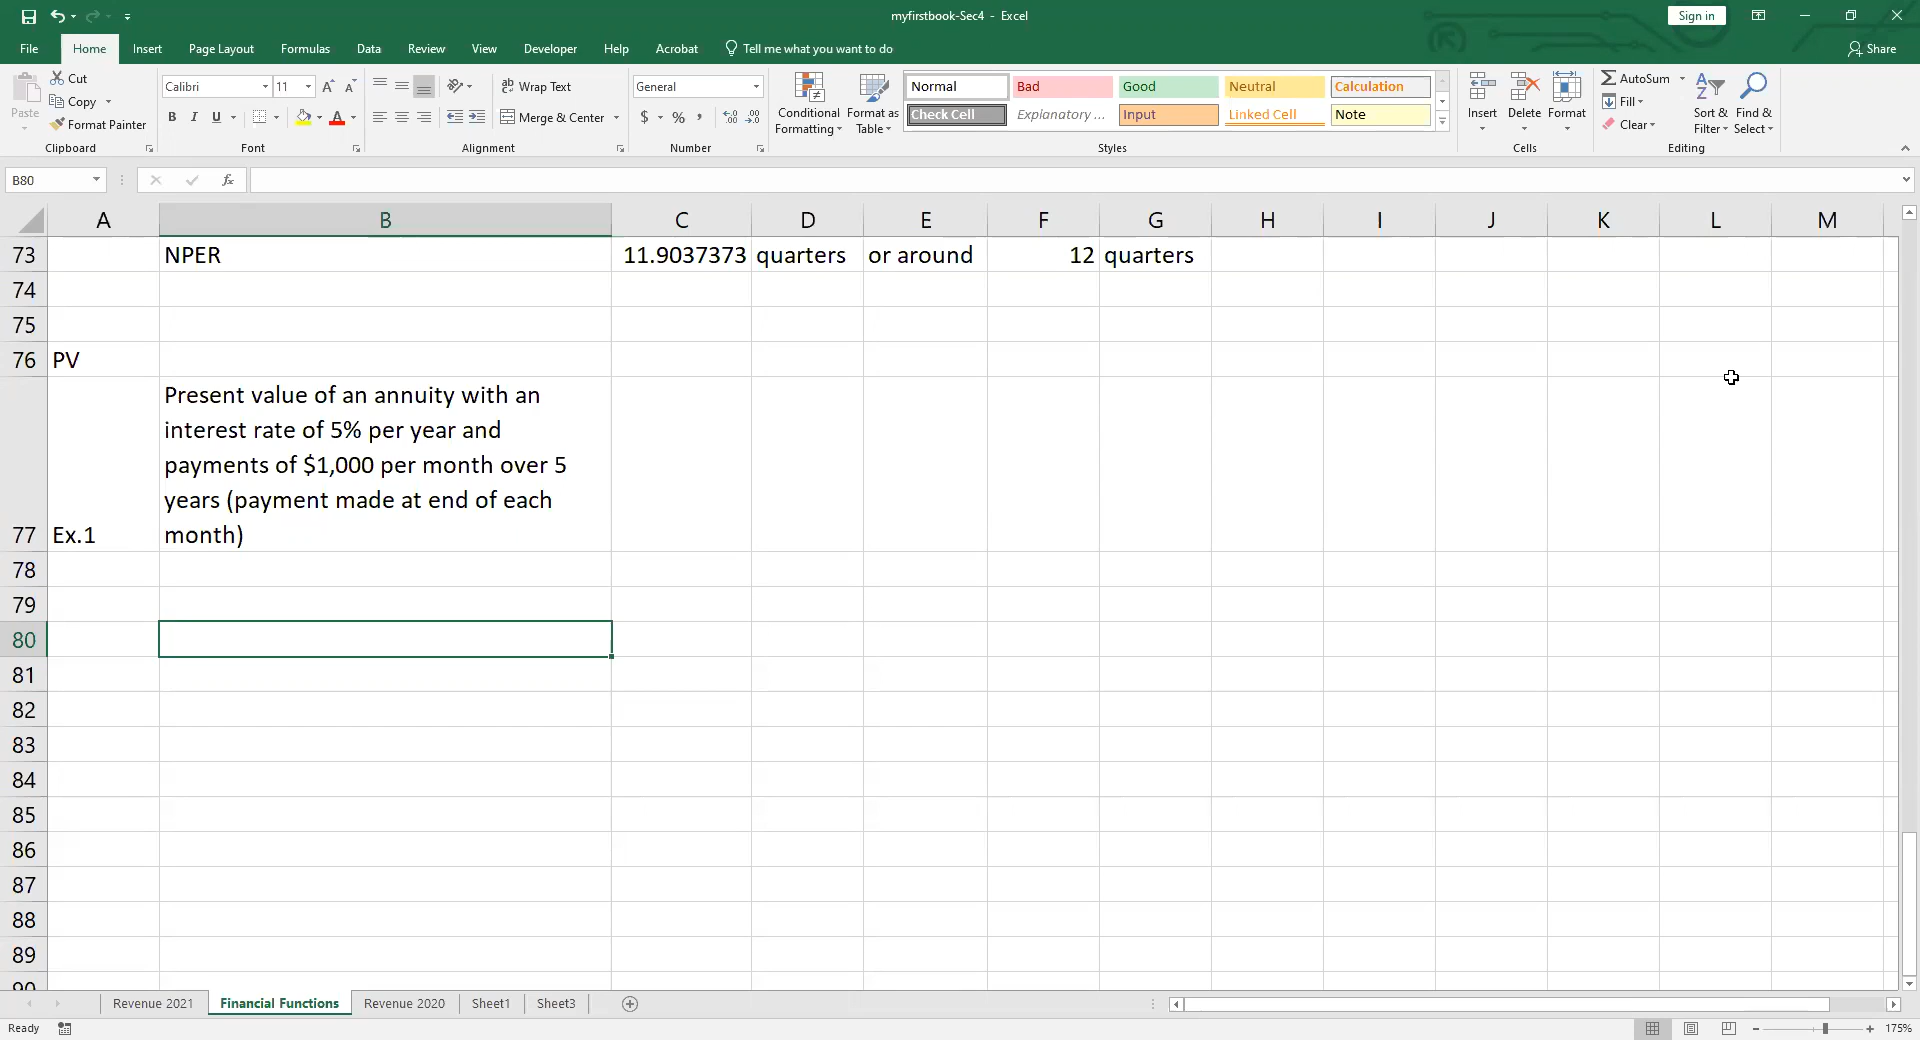 myfirstbook-Sec4 - Excel
Sign in
File Home Insert Page Layout Formulas Data Review View Developer Help Acrobat Tell me what you want to do Share
Paste
Cut
Copy
Format Painter
Clipboard
Calibri 11
B I U
Font
Wrap Text
Merge & Center
Alignment
General
$ % ,
Number
Conditional Formatting
Format as Table
Normal Bad Good Neutral Calculation
Check Cell Explanatory ... Input Linked Cell Note
Styles
Insert Delete Format
Cells
AutoSum
Fill
Clear
Sort & Filter
Find & Select
Editing
B80
fx
A B C D E F G H I J K L M
73 NPER 11.9037373 quarters or around 12 quarters
74
75
76 PV
Present value of an annuity with an
interest rate of 5% per year and
payments of $1,000 per month over 5
years (payment made at end of each
77 Ex.1 month)
78
79
80
81
82
83
84
85
86
87
88
89
90
Revenue 2021 Financial Functions Revenue 2020 Sheet1 Sheet3
Ready
175%